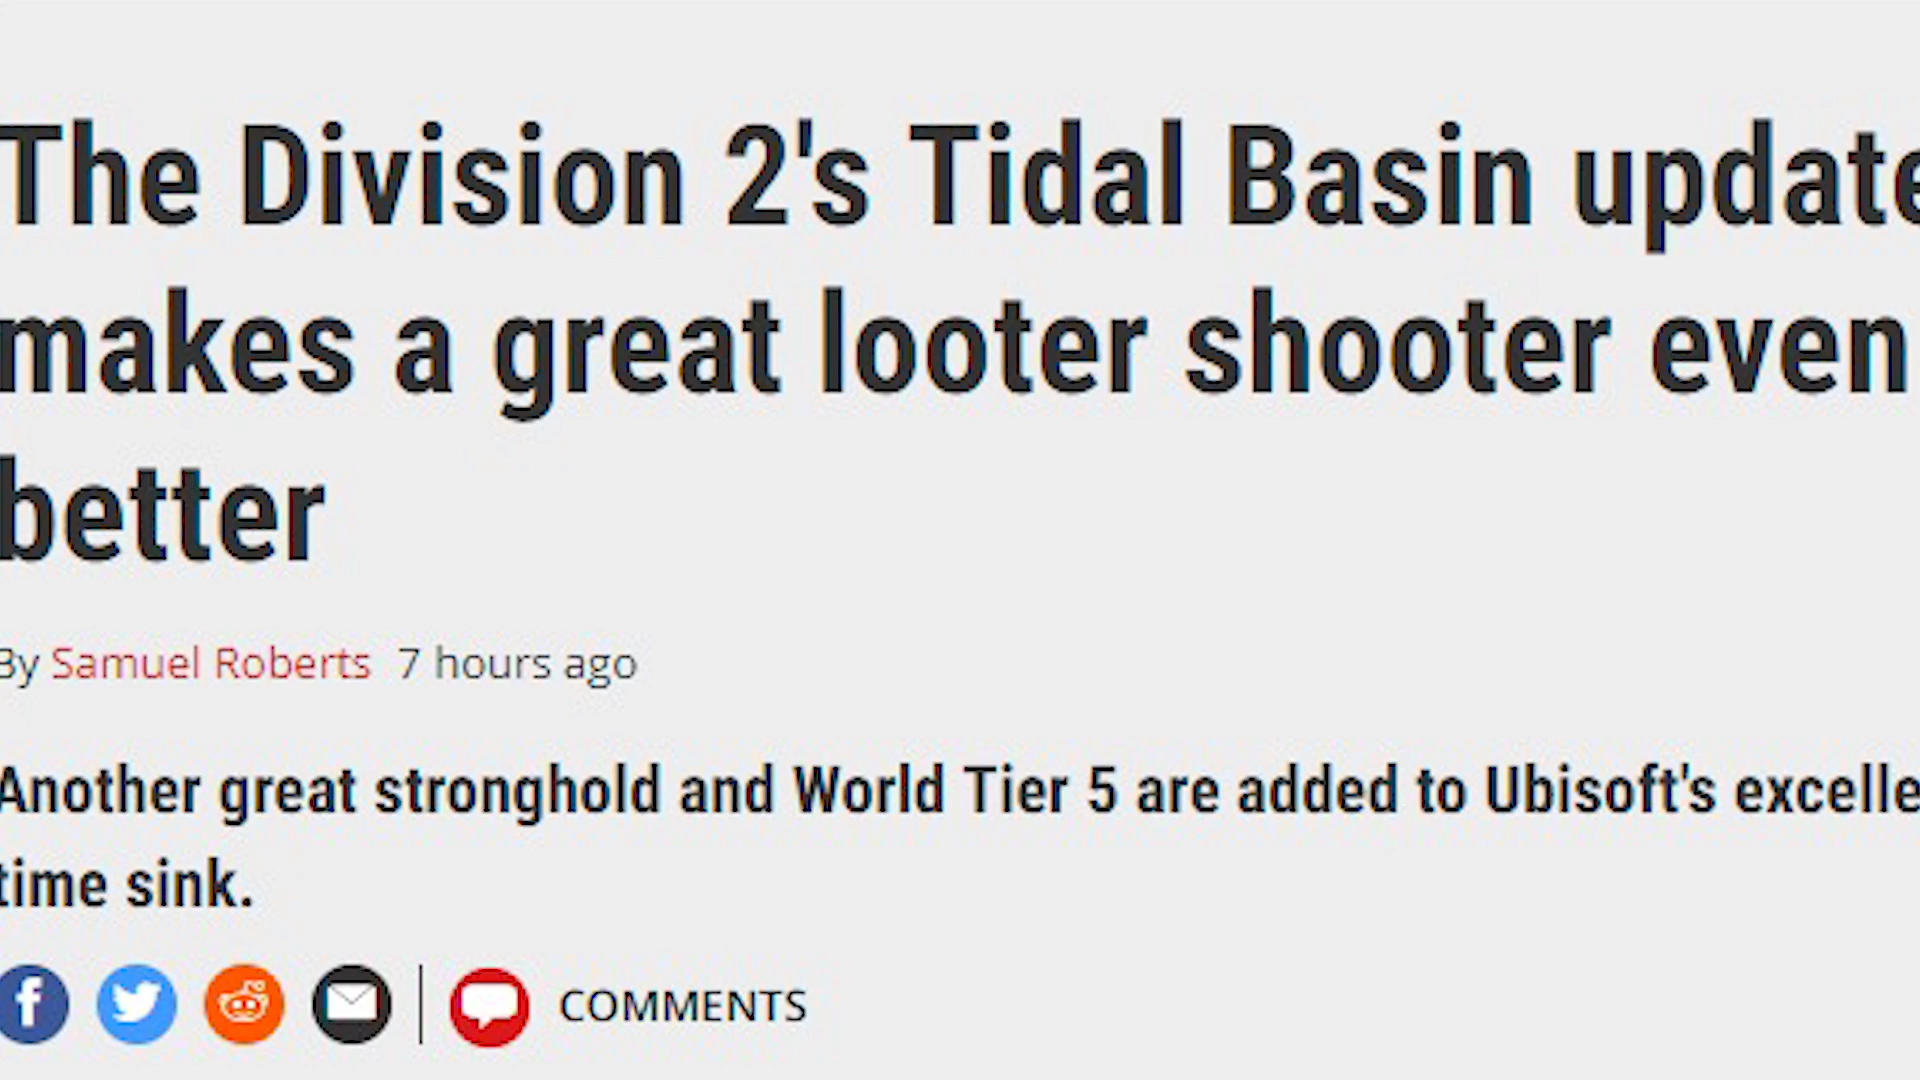 The Division 2's Tidal Basin update
makes a great looter shooter even
better
By Samuel Roberts 7 hours ago
Another great stronghold and World Tier 5 are added to Ubisoft's excelle
time sink.
COMMENTS